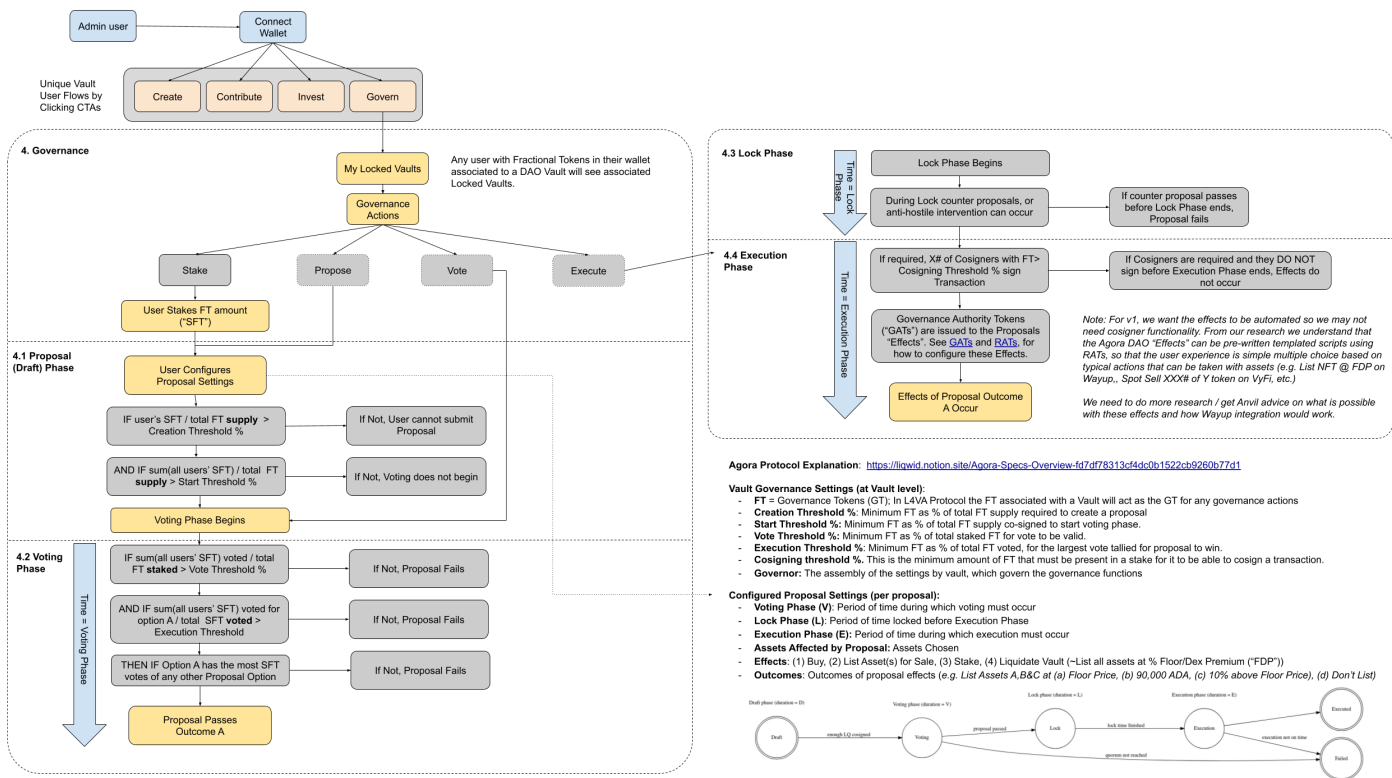 Admin user
Connect
Wallet
Unique Vault
User Flows by
Clicking CTAs
Create
Contribute
Invest
Govern
4. Governance
My Locked Vaults
Any user with Fractional Tokens in their wallet
associated to a DAO Vault will see associated
Locked Vaults.
Governance
Actions
Stake
Propose
Vote
Execute
User Stakes FT amount
(“SFT”)
4.1 Proposal
(Draft) Phase
User Configures
Proposal Settings
IF user’s SFT / total FT supply >
Creation Threshold %
If Not, User cannot submit
Proposal
AND IF sum(all users’ SFT) / total FT
supply > Start Threshold %
If Not, Voting does not begin
Voting Phase Begins
4.2 Voting
Phase
Time = Voting Phase
IF sum(all users’ SFT) voted / total
FT staked > Vote Threshold %
If Not, Proposal Fails
AND IF sum(all users’ SFT) voted for
option A / total SFT voted >
Execution Threshold
If Not, Proposal Fails
THEN IF Option A has the most SFT
votes of any other Proposal Option
If Not, Proposal Fails
Proposal Passes
Outcome A
4.3 Lock Phase
Time = Lock
Phase
Lock Phase Begins
During Lock counter proposals, or
anti-hostile intervention can occur
If counter proposal passes
before Lock Phase ends,
Proposal fails
4.4 Execution
Phase
Time = Execution Phase
If required, X# of Cosigners with FT>
Cosigning Threshold % sign
Transaction
If Cosigners are required and they DO NOT
sign before Execution Phase ends, Effects do
not occur
Governance Authority Tokens
(“GATs”) are issued to the Proposals
“Effects”. See GATs and RATs, for
how to configure these Effects.
Effects of Proposal Outcome
A Occur
Note: For v1, we want the effects to be automated so we may not
need cosigner functionality. From our research we understand that
the Agora DAO “Effects” can be pre-written templated scripts using
RATs, so that the user experience is simple multiple choice based on
typical actions that can be taken with assets (e.g. List NFT @ FDP on
Wayup,, Spot Sell XXX# of Y token on VyFi, etc.)
We need to do more research / get Anvil advice on what is possible
with these effects and how Wayup integration would work.
Agora Protocol Explanation: https://liqwid.notion.site/Agora-Specs-Overview-fd7df78313cf4dc0b1522cb9260b77d1
Vault Governance Settings (at Vault level):
- FT = Governance Tokens (GT); In L4VA Protocol the FT associated with a Vault will act as the GT for any governance actions
- Creation Threshold %: Minimum FT as % of total FT supply required to create a proposal
- Start Threshold %: Minimum FT as % of total FT supply co-signed to start voting phase.
- Vote Threshold %: Minimum FT as % of total staked FT for vote to be valid.
- Execution Threshold %: Minimum FT as % of total FT voted, for the largest vote tallied for proposal to win.
- Cosigning threshold %. This is the minimum amount of FT that must be present in a stake for it to be able to cosign a transaction.
- Governor: The assembly of the settings by vault, which govern the governance functions
Configured Proposal Settings (per proposal):
- Voting Phase (V): Period of time during which voting must occur
- Lock Phase (L): Period of time locked before Execution Phase
- Execution Phase (E): Period of time during which execution must occur
- Assets Affected by Proposal: Assets Chosen
- Effects: (1) Buy, (2) List Asset(s) for Sale, (3) Stake, (4) Liquidate Vault (~List all assets at % Floor/Dex Premium (“FDP”))
- Outcomes: Outcomes of proposal effects (e.g. List Assets A,B&C at (a) Floor Price, (b) 90,000 ADA, (c) 10% above Floor Price), (d) Don’t List)
Draft phase (duration = D)
Voting phase (duration = V)
Lock phase (duration = L)
Execution phase (duration = E)
Draft
enough LQ cosigned
Voting
proposal passed
Lock
lock time finished
Execution
Executed
execution not on time
quorum not reached
Failed